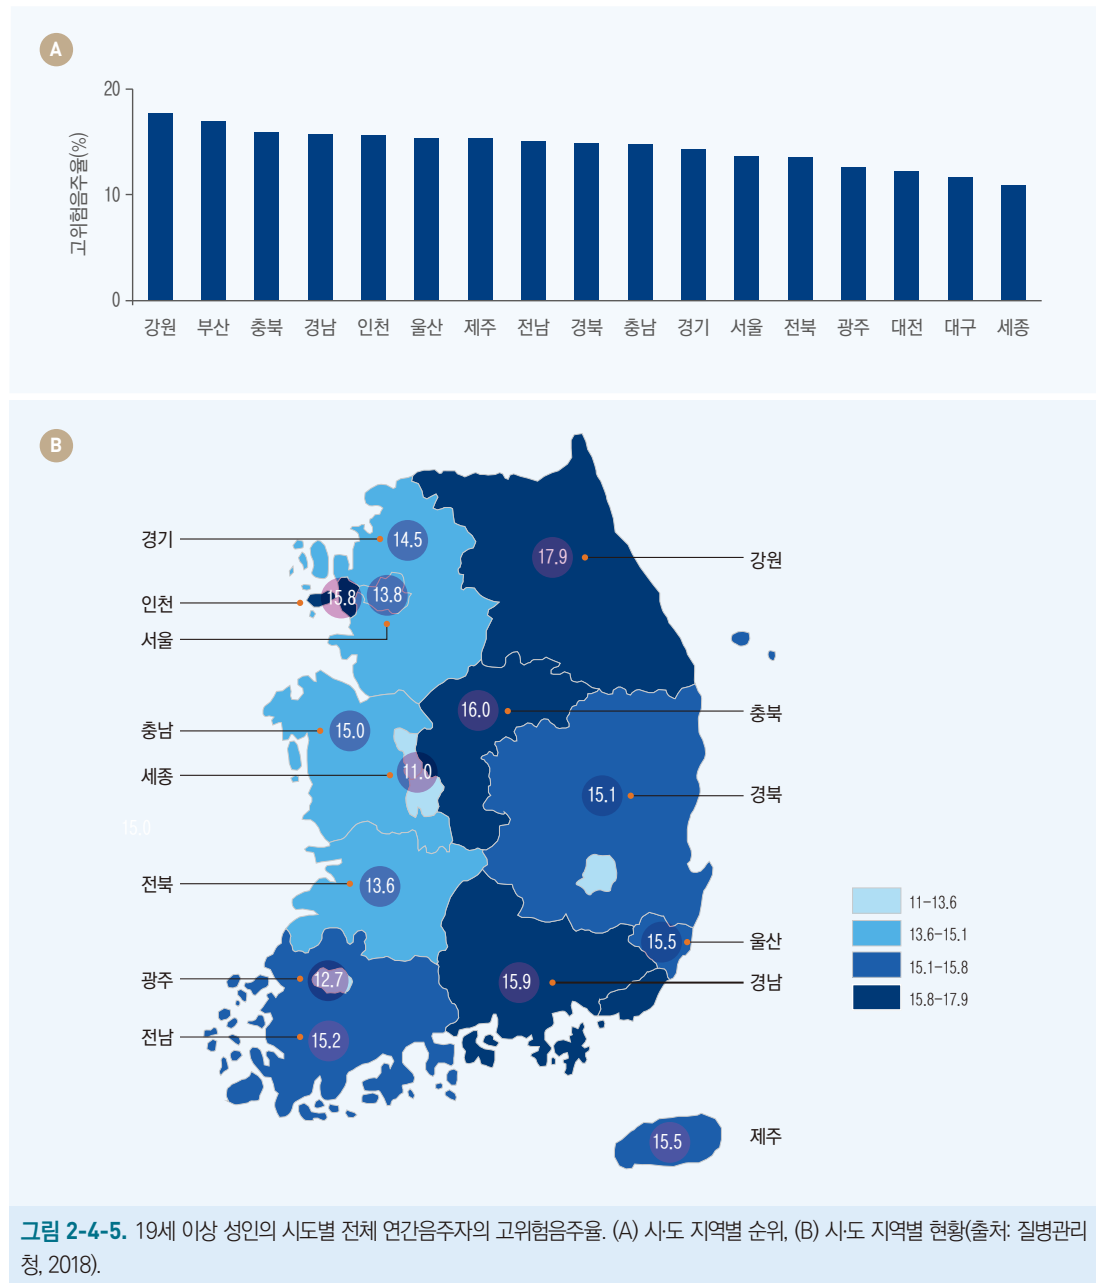 A
고위험음주율(%)
20
10
0
강원 부산 충북 경남 인천 울산 제주 전남 경북 충남 경기 서울 전북 광주 대전 대구 세종
B
경기
14.5
17.9
강원
인천
15.8
13.8
서울
16.0
충북
충남
15.0
세종
11.0
15.1
경북
15.0
전북
13.6
11-13.6
13.6-15.1
15.1-15.8
15.8-17.9
15.5
울산
광주
12.7
15.9
경남
전남
15.2
15.5
제주
그림 2-4-5. 19세 이상 성인의 시도별 전체 연간음주자의 고위험음주율. (A) 사·도 지역별 순위, (B) 사·도 지역별 현황(출처: 질병관리
청, 2018).